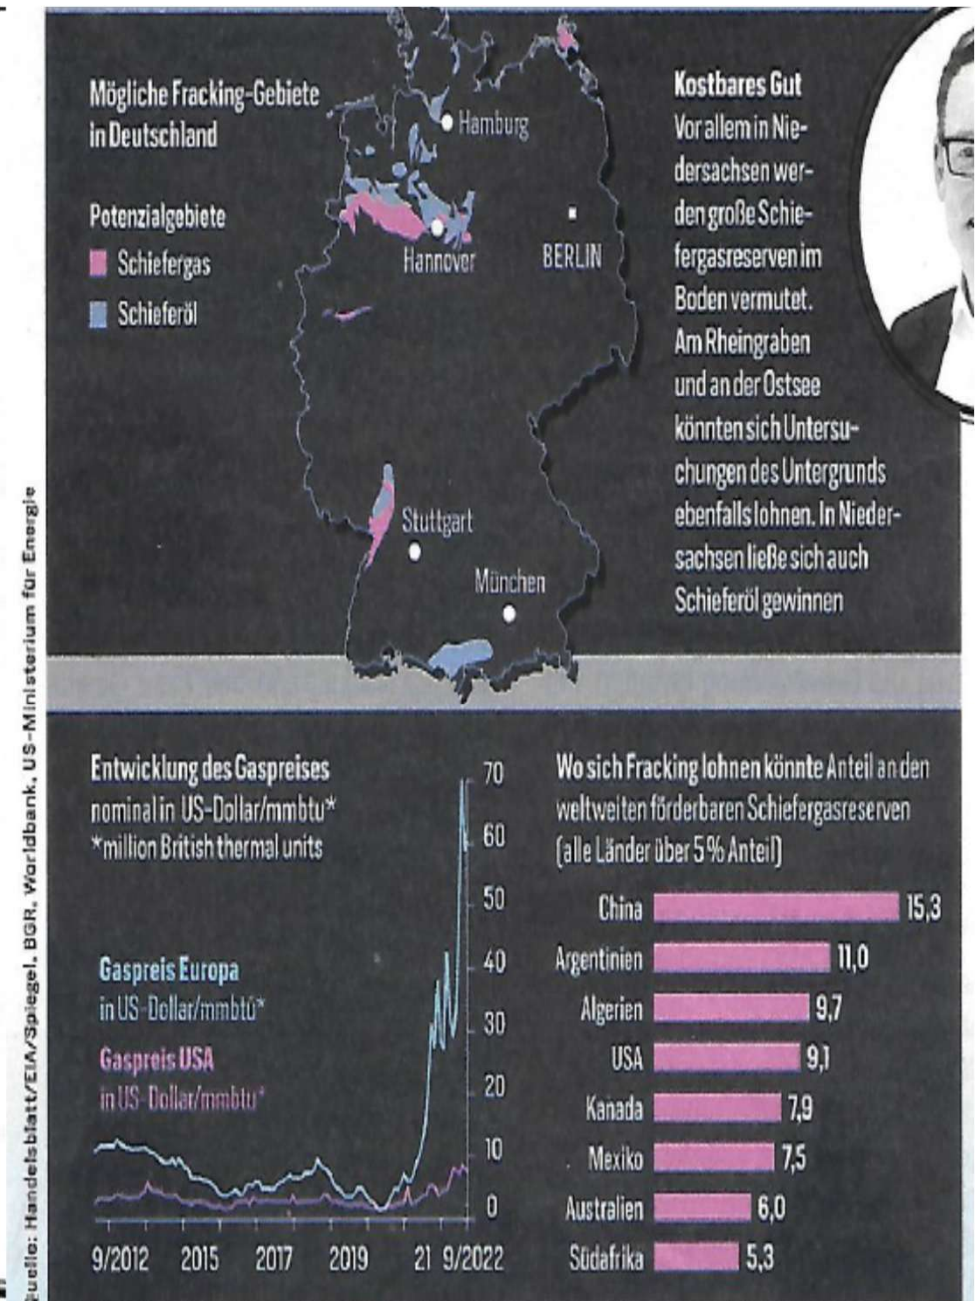 Mögliche Fracking-Gebiete
in Deutschland
Potenzialgebiete
Schiefergas
Schieferöl
Hamburg
Hannover
BERLIN
Stuttgart
München
Kostbares Gut
Vor allem in Nie-
dersachsen wer-
den große Schie-
fergasreserven im
Boden vermutet.
Am Rheingraben
und an der Ostsee
könnten sich Untersu-
chungen des Untergrunds
ebenfalls lohnen. In Nieder-
sachsen ließe sich auch
Schieferöl gewinnen
Entwicklung des Gaspreises
nominal in US-Dollar/mmbtu*
*million British thermal units
Gaspreis Europa
in US-Dollar/mmbtu*
Gaspreis USA
in US-Dollar/mmbtu*
70
60
50
40
30
20
10
0
9/2012 2015 2017 2019 21 9/2022
Wo sich Fracking lohnen könnte Anteil an den
weltweiten förderbaren Schiefergasreserven
(alle Länder über 5 % Anteil)
China 15,3
Argentinien 11,0
Algerien 9,7
USA 9,1
Kanada 7,9
Mexiko 7,5
Australien 6,0
Südafrika 5,3
Quelle: Handelsblatt/EIA/Spiegel, BGR, Worldbank, US-Ministerium für Energie